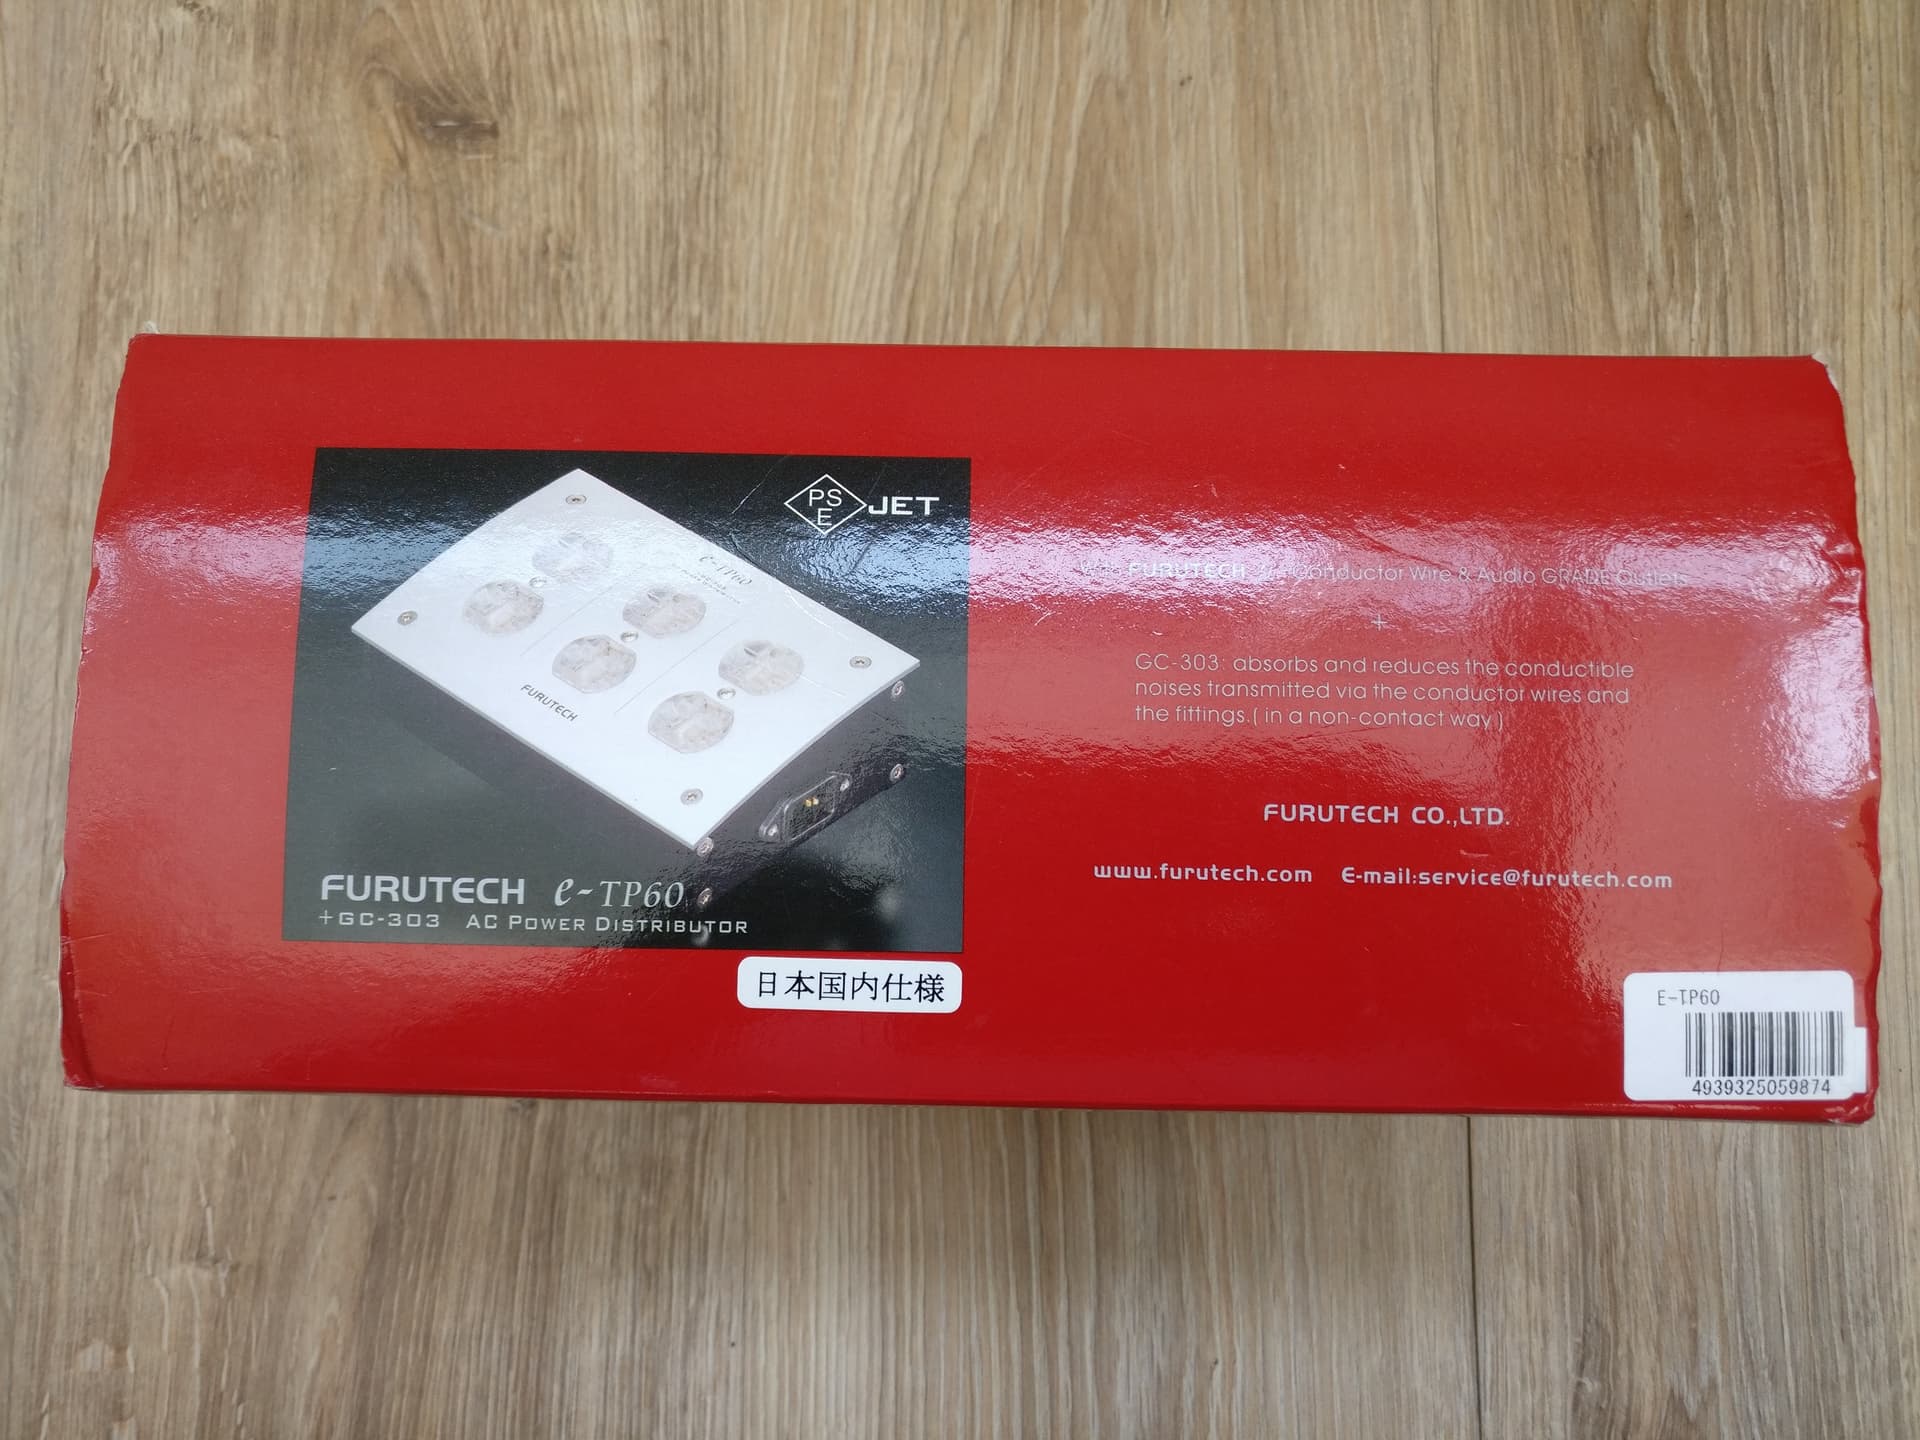 PS
E
JET
e-TP60
FURUTECH
FURUTECH e-TP60
+GC-303 AC POWER DISTRIBUTOR
日本国内仕様
FURUTECH Conductor Wire & Audio GRADE Outlets
+
GC-303: absorbs and reduces the conductible
noises transmitted via the conductor wires and
the fittings.( in a non-contact way )
FURUTECH CO.,LTD.
www.furutech.com E-mail:service@furutech.com
E-TP60
4939325059874